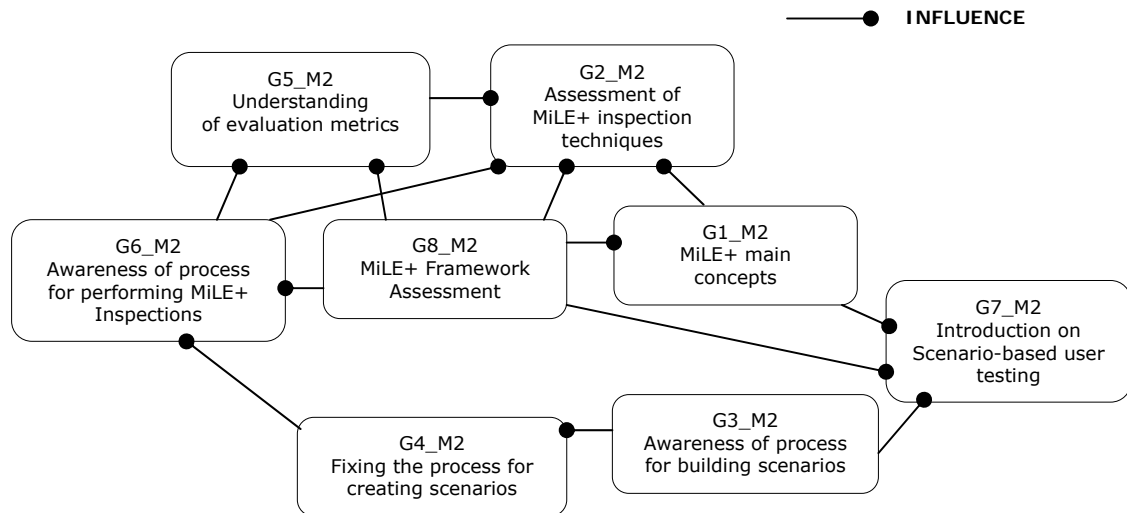 INFLUENCE
G5_M2
Understanding
of evaluation metrics
G2_M2
Assessment of
MiLE+ inspection
techniques
G6_M2
Awareness of process
for performing MiLE+
Inspections
G8_M2
MiLE+ Framework
Assessment
G1_M2
MiLE+ main
concepts
G7_M2
Introduction on
Scenario-based user
testing
G4_M2
Fixing the process for
creating scenarios
G3_M2
Awareness of process
for building scenarios